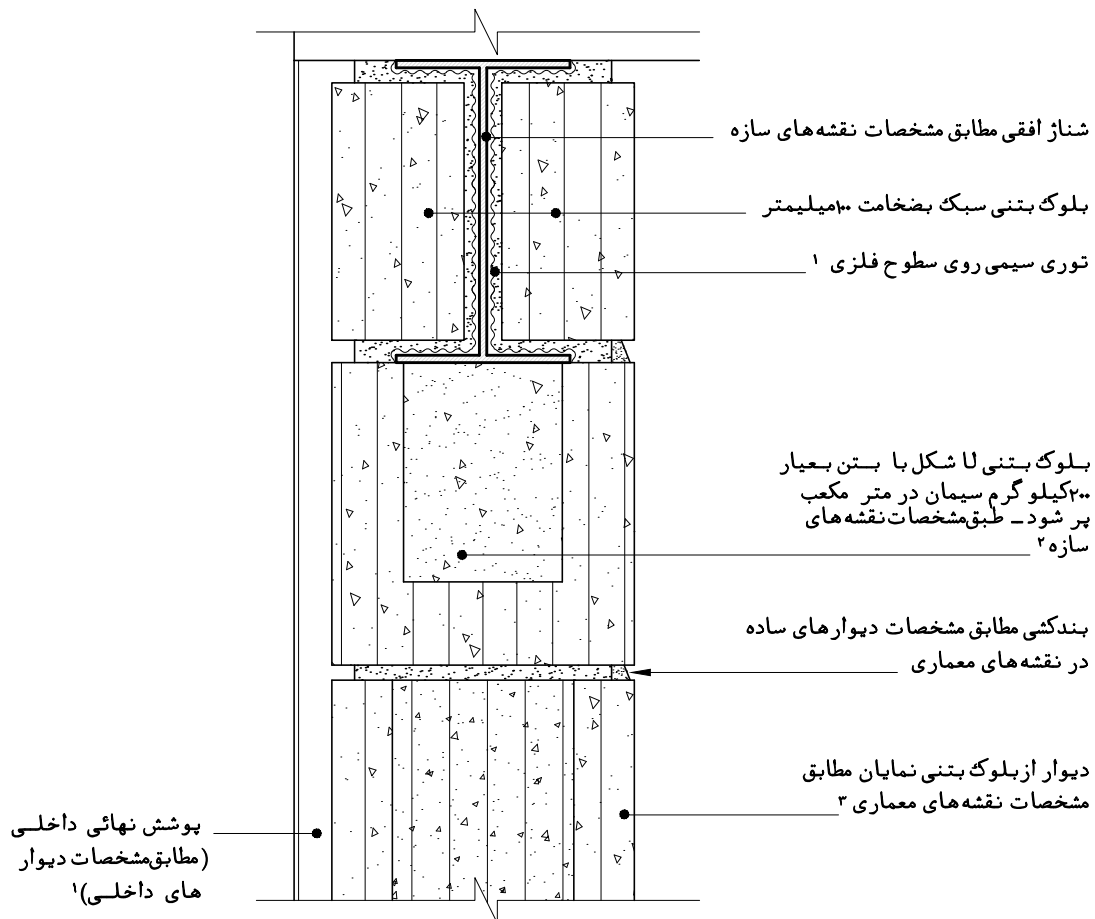 شناژ افقی مطابق مشخصات نقشه‌های سازه
بلوک بتنی سبک بضخامت ۱۰۰میلیمتر
توری سیمی روی سطوح فلزی ۱
بلوک بتنی U شکل با بتن بعیار
۲۰۰کیلو گرم سیمان در متر مکعب
پر شود ـ طبق‌مشخصات‌نقشه‌های
سازه ۲
بندکشی مطابق مشخصات دیوارهای ساده
در نقشه‌های معماری
دیوار ازبلوک بتنی نمایان مطابق
مشخصات نقشه‌های معماری ۳
پوشش نهائی داخلی
(مطابق‌مشخصات دیوار
های داخلی)۱